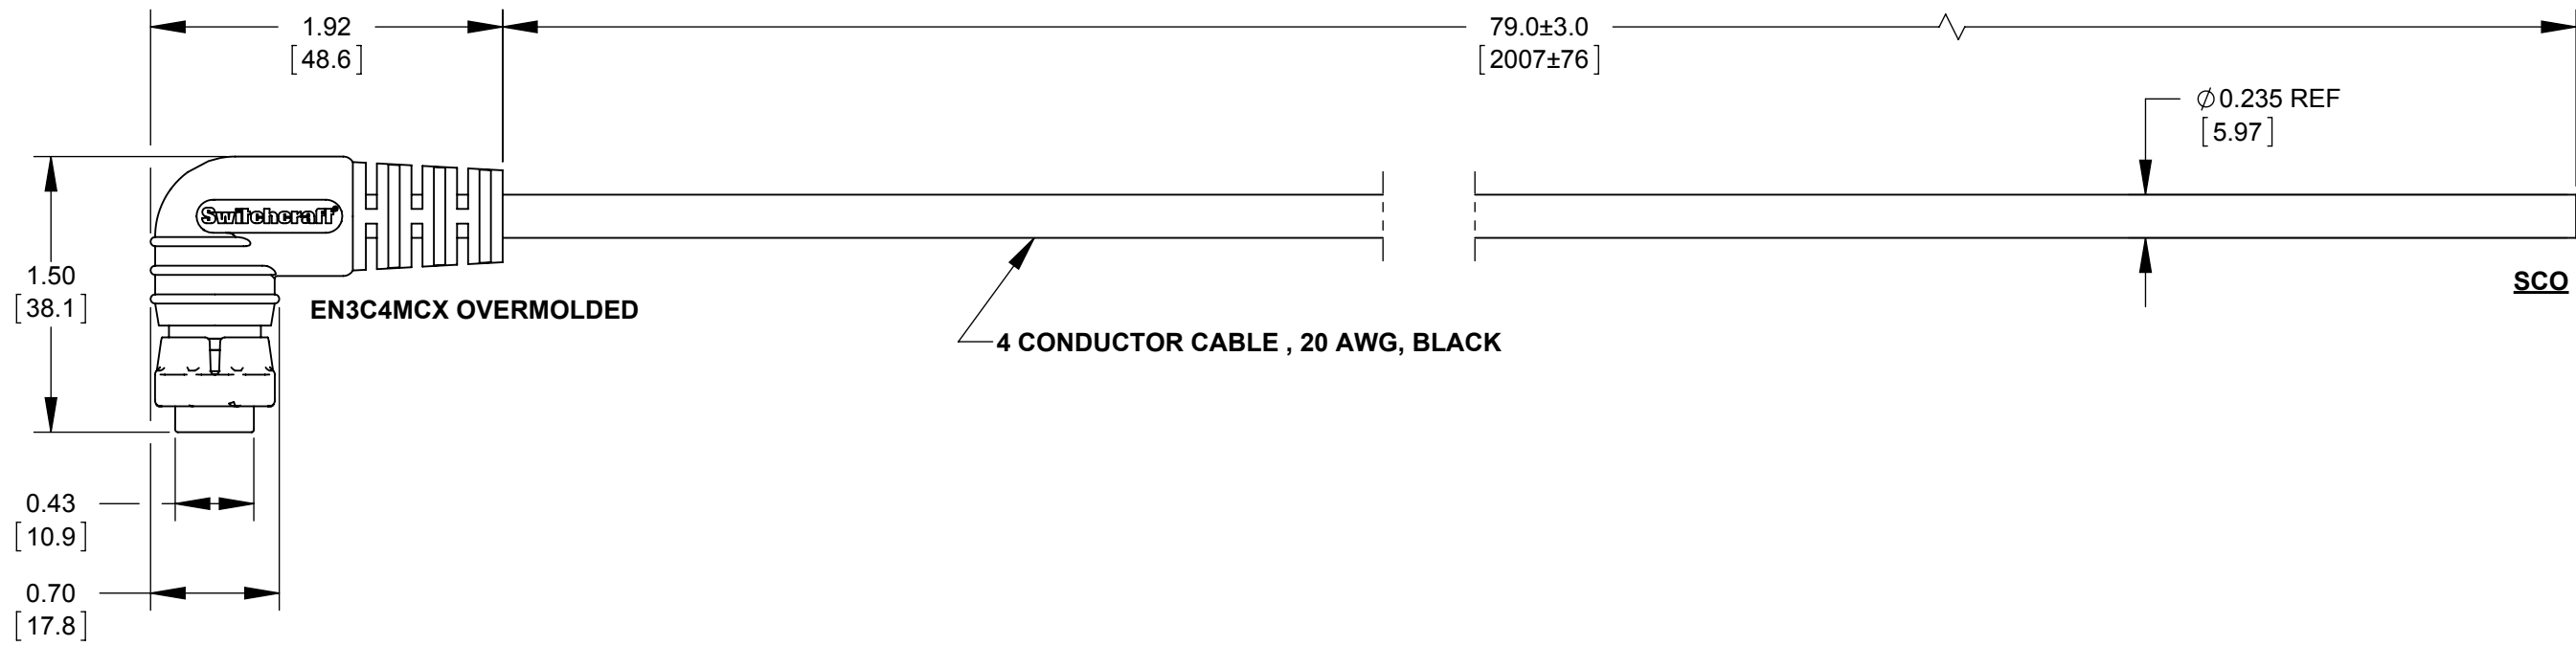 1.92
[48.6]
79.0±3.0
[2007±76]
⌀0.235 REF
[5.97]
Switchcraft®
1.50
[38.1]
EN3C4MCX OVERMOLDED
SCO
4 CONDUCTOR CABLE , 20 AWG, BLACK
0.43
[10.9]
0.70
[17.8]